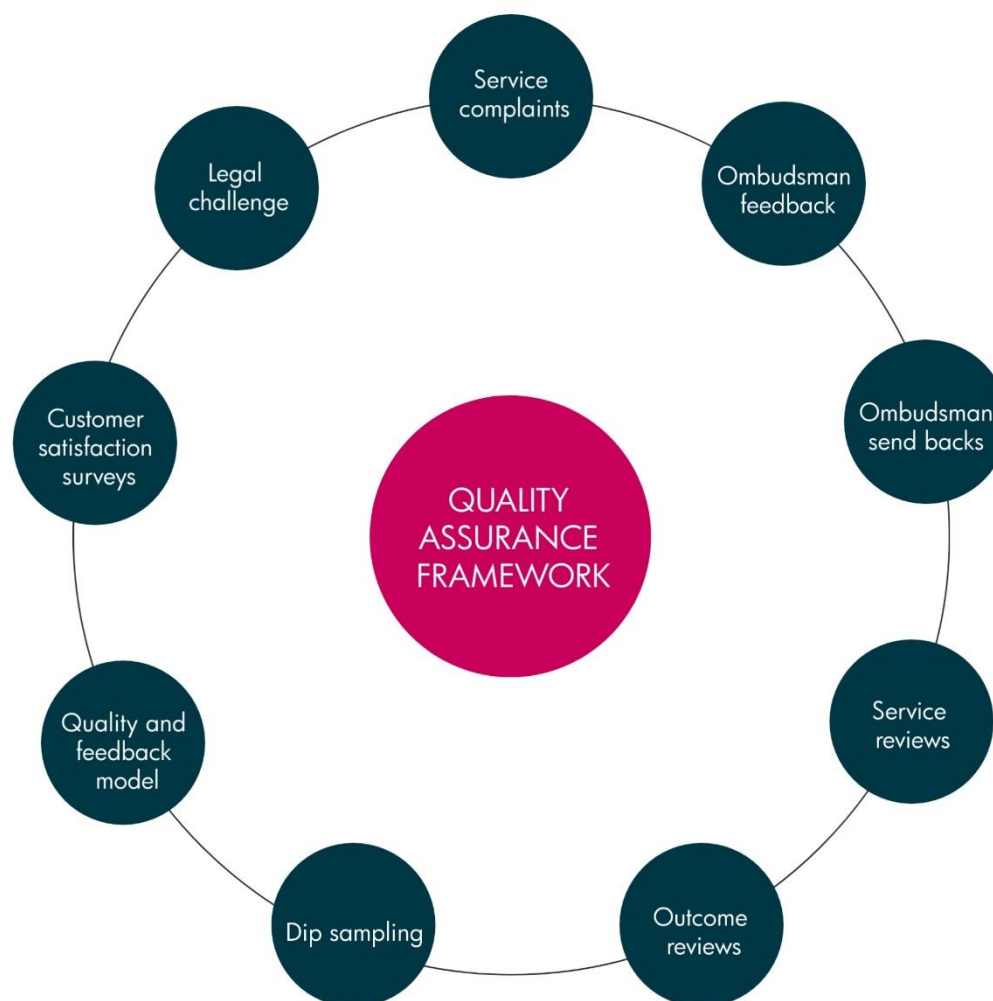 Service
complaints
Ombudsman
feedback
Ombudsman
send backs
Service
reviews
Outcome
reviews
Dip sampling
Quality and
feedback
model
Customer
satisfaction
surveys
Legal
challenge
QUALITY
ASSURANCE
FRAMEWORK